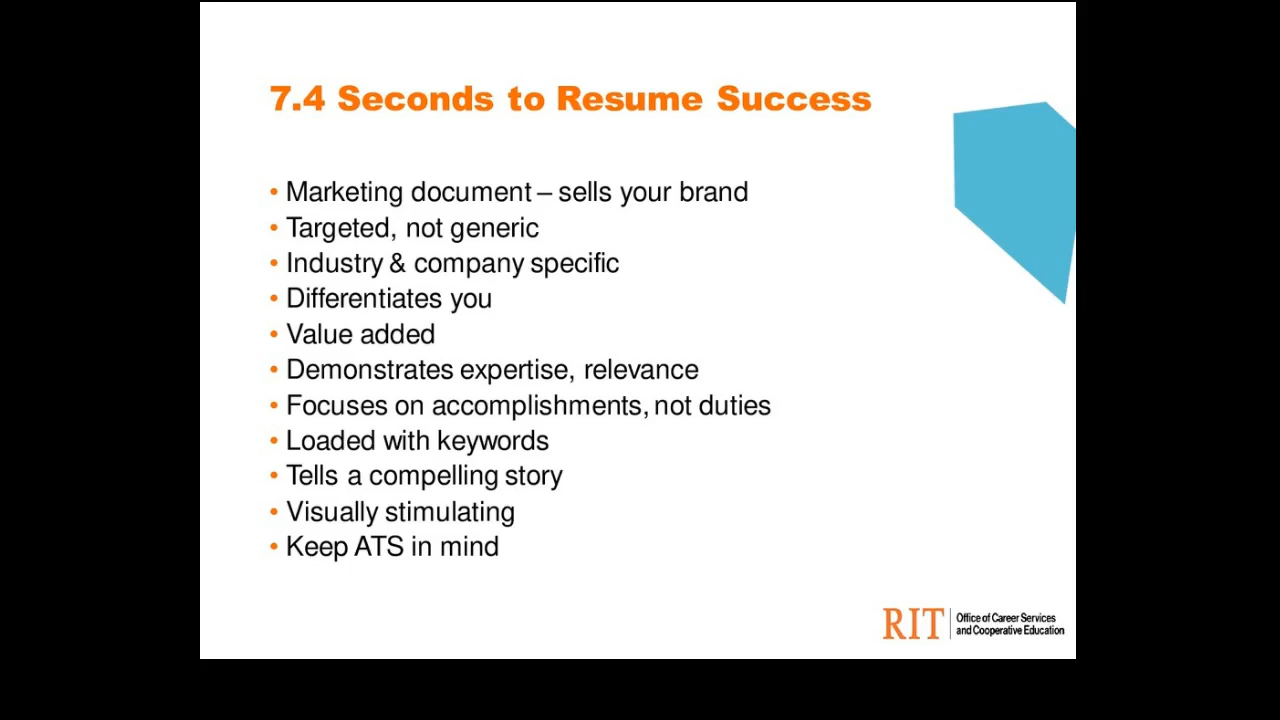 7.4 Seconds to Resume Success
• Marketing document – sells your brand
• Targeted, not generic
• Industry & company specific
• Differentiates you
• Value added
• Demonstrates expertise, relevance
• Focuses on accomplishments, not duties
• Loaded with keywords
• Tells a compelling story
• Visually stimulating
• Keep ATS in mind
RIT
Office of Career Services
and Cooperative Education